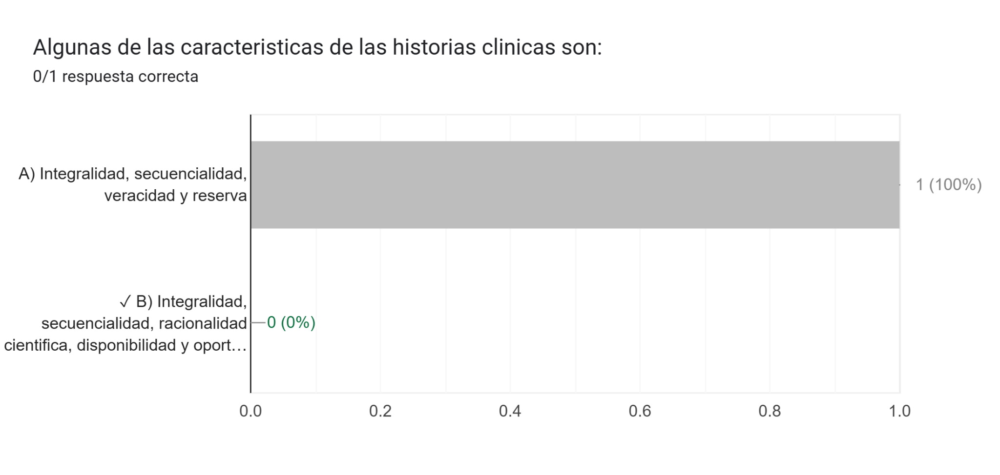 Algunas de las caracteristicas de las historias clinicas son:
0/1 respuesta correcta
A) Integralidad, secuencialidad,
veracidad y reserva
1 (100%)
✓ B) Integralidad,
secuencialidad, racionalidad
cientifica, disponibilidad y oport…
0 (0%)
0.0 0.2 0.4 0.6 0.8 1.0